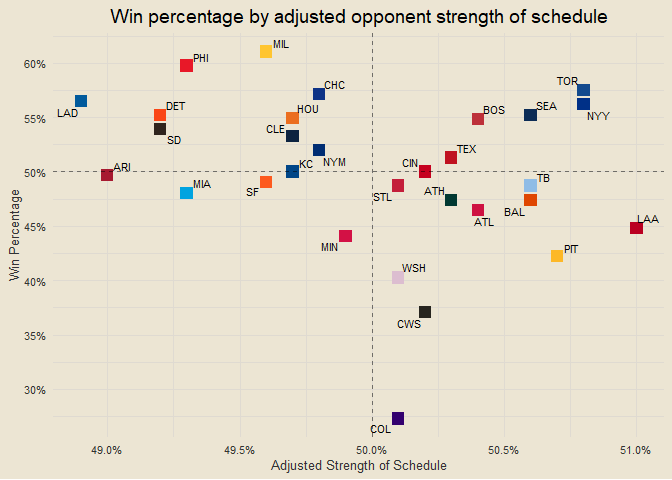 Win percentage by adjusted opponent strength of schedule
MIL
PHI
60%
TOR
CHC
LAD
DET
HOU
BOS
SEA
NYY
55%
CLE
SD
NYM
TEX
ARI
KC
CIN
50%
MIA
SF
STL
ATH
TB
BAL
ATL
LAA
45%
MIN
PIT
WSH
40%
CWS
35%
30%
COL
Win Percentage
49.0%
49.5%
50.0%
50.5%
51.0%
Adjusted Strength of Schedule